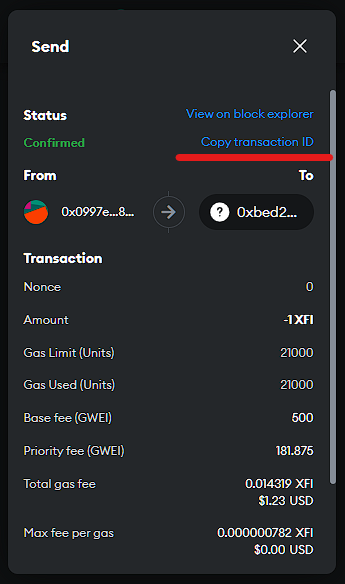 Send
Status
View on block explorer
Confirmed
Copy transaction ID
From
To
0x0997e...8...
? 0xbed2...
Transaction
Nonce 0
Amount -1 XFI
Gas Limit (Units) 21000
Gas Used (Units) 21000
Base fee (GWEI) 500
Priority fee (GWEI) 181.875
Total gas fee 0.014319 XFI
$1.23 USD
Max fee per gas 0.000000782 XFI
$0.00 USD